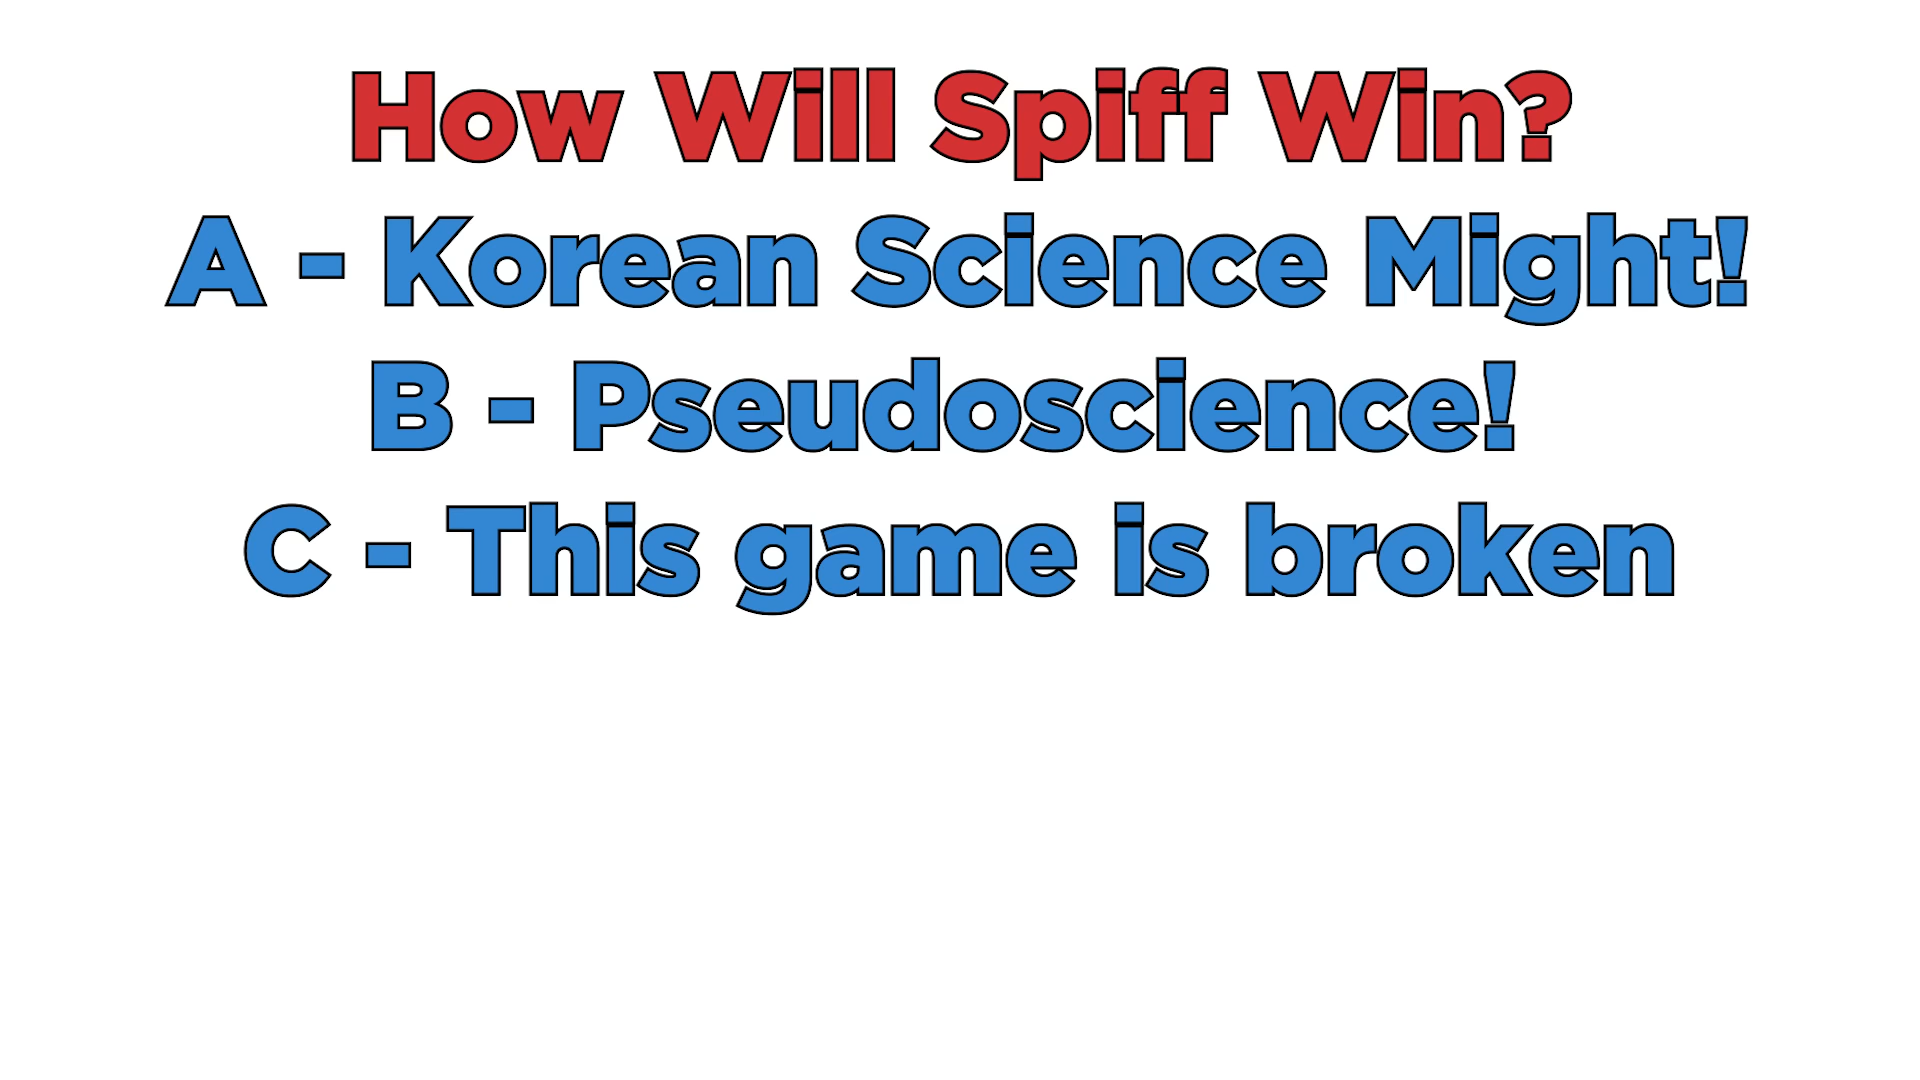 How Will Spiff Win?
A - Korean Science Might!
B - Pseudoscience!
C - This game is broken